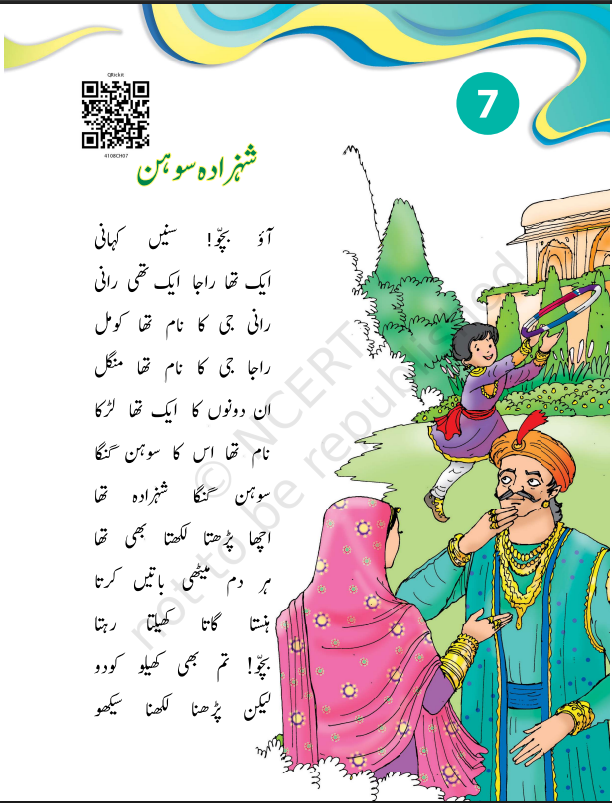 QRickit
4108CH07
7
شہزادہ سوہن
آؤ بچّو! سنیں کہانی
ایک تھا راجا ایک تھی رانی
رانی جی کا نام تھا کومل
راجا جی کا نام تھا منگل
ان دونوں کا ایک تھا لڑکا
نام تھا اس کا سوہن گنگا
سوہن گنگا شہزادہ تھا
اچھا پڑھتا لکھتا بھی تھا
ہر دم میٹھی باتیں کرتا
ہنستا گاتا کھیلتا رہتا
بچّو! تم بھی کھیلو کودو
لیکن پڑھنا لکھنا سیکھو
© NCERT
not to be republished